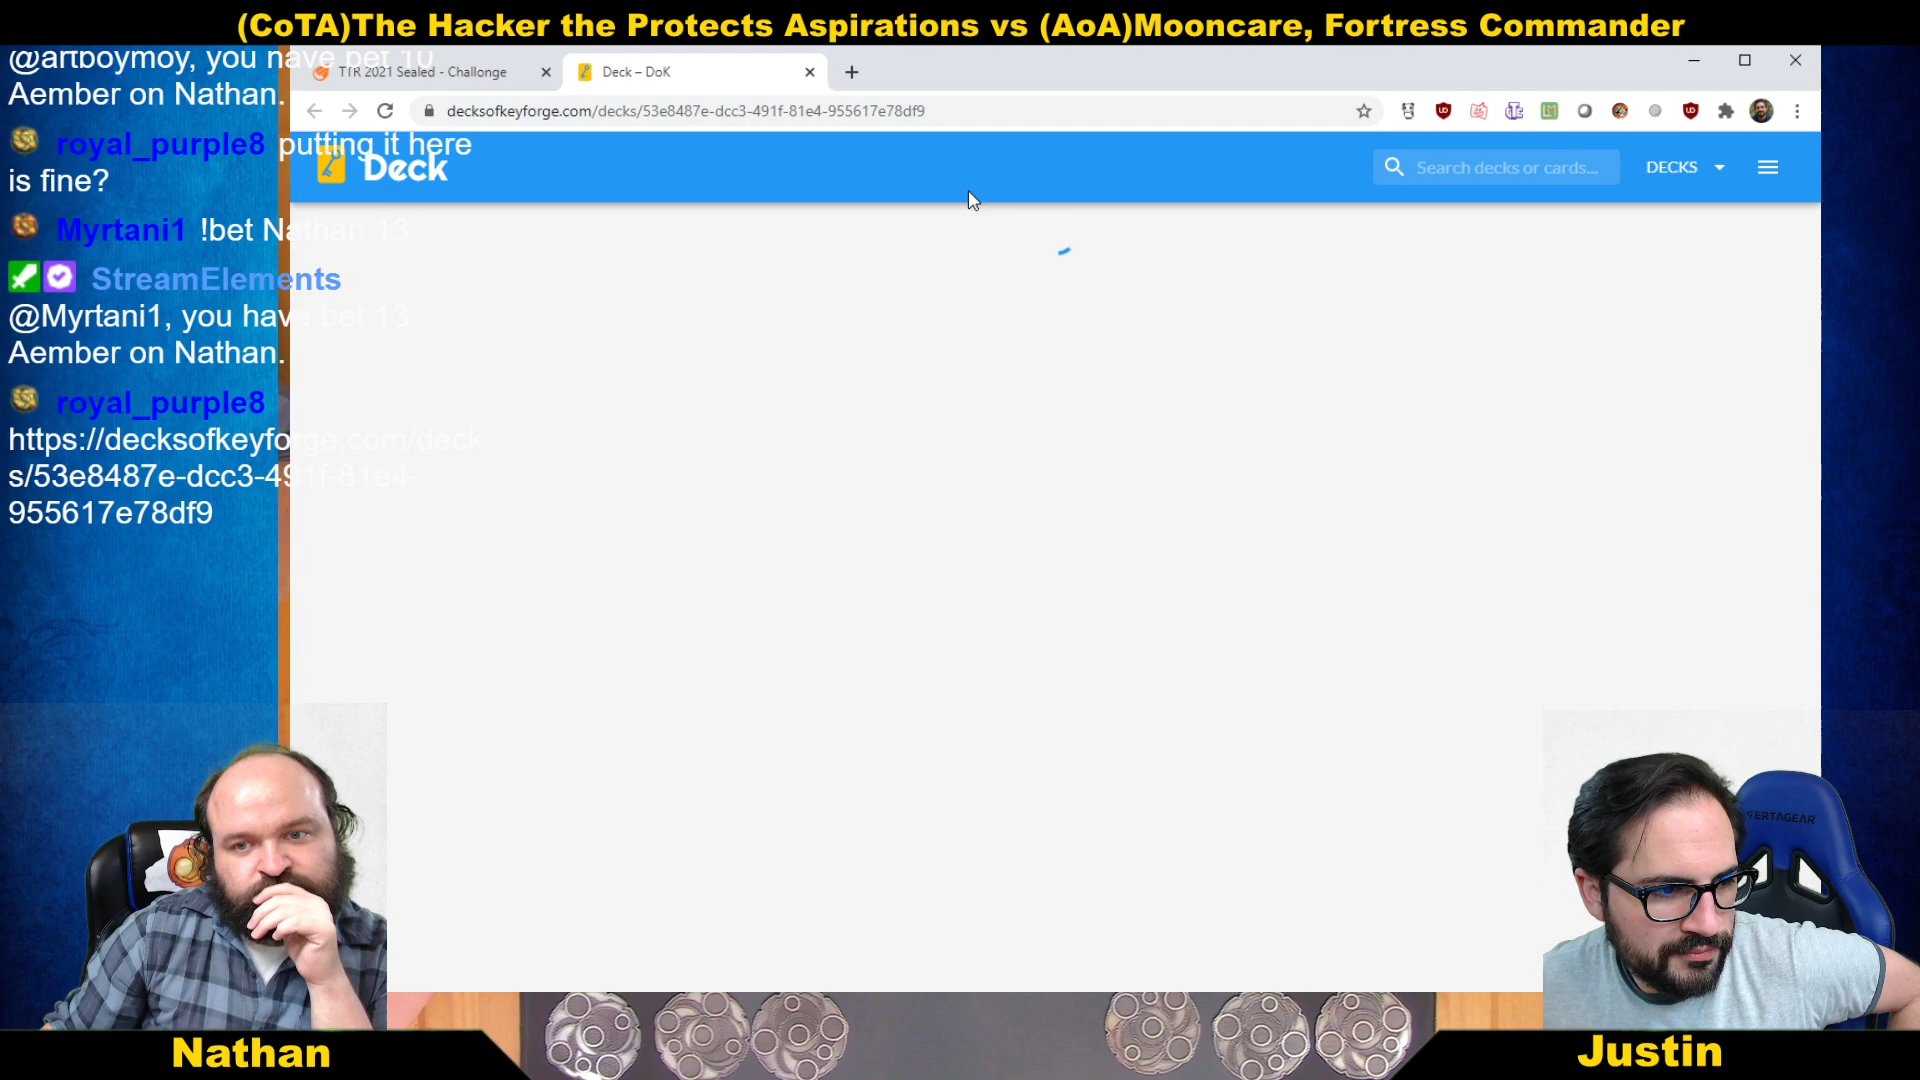 (CoTA)The Hacker the Protects Aspirations vs (AoA)Mooncare, Fortress Commander
@artboymoy, you have bet 10
Aember on Nathan.
royal_purple8 putting it here
is fine?
Myrtani1 !bet Nathan 13
StreamElements
@Myrtani1, you have bet 13
Aember on Nathan.
royal_purple8
https://decksofkeyforge.com/deck
s/53e8487e-dcc3-491f-81e4-
955617e78df9
TTR 2021 Sealed - Challonge
Deck – DoK
decksofkeyforge.com/decks/53e8487e-dcc3-491f-81e4-955617e78df9
Deck
Search decks or cards...
DECKS
VERTAGEAR
Nathan
Justin